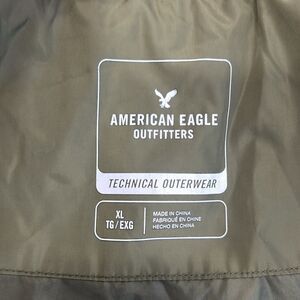 AMERICAN EAGLE
OUTFITTERS
TECHNICAL OUTERWEAR
XL
TG / EXG
MADE IN CHINA
FABRIQUÉ EN CHINE
HECHO EN CHINA